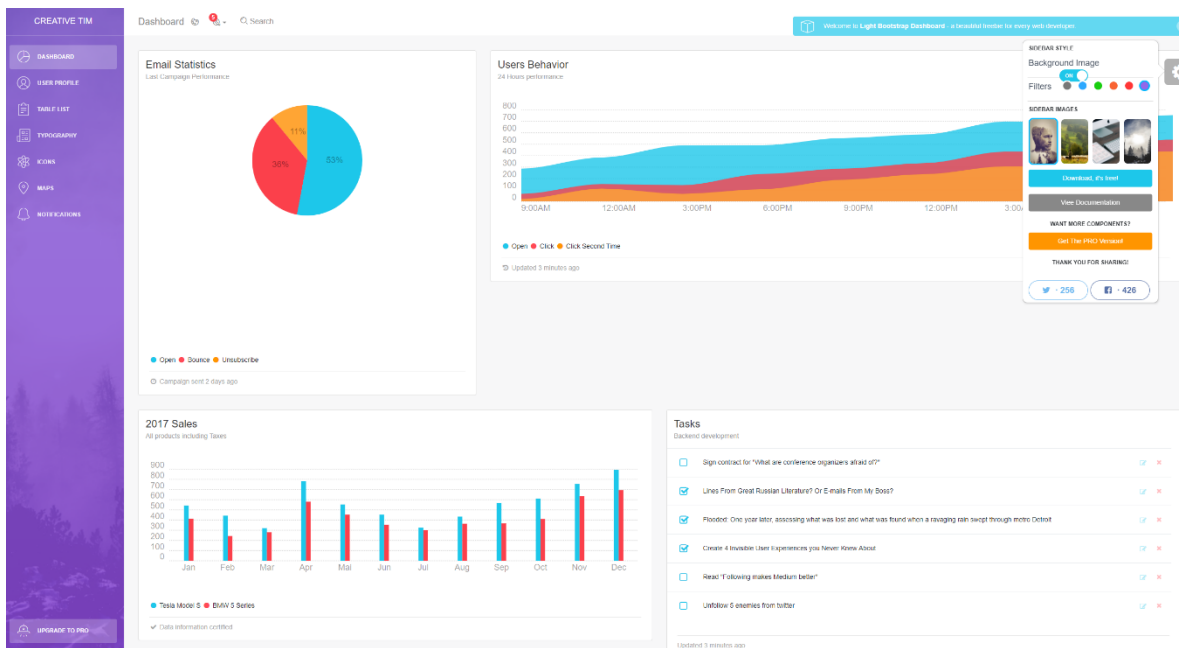 CREATIVE TIM
Dashboard
5
Search
Welcome to Light Bootstrap Dashboard - a beautiful freebie for every web developer.
DASHBOARD
USER PROFILE
TABLE LIST
TYPOGRAPHY
ICONS
MAPS
NOTIFICATIONS
UPGRADE TO PRO
Email Statistics
Last Campaign Performance
11%
36%
53%
Open Bounce Unsubscribe
Campaign sent 2 days ago
Users Behavior
24 Hours performance
800
700
600
500
400
300
200
100
0
9:00AM 12:00AM 3:00PM 6:00PM 9:00PM 12:00PM 3:00
Open Click Click Second Time
Updated 3 minutes ago
SIDEBAR STYLE
Background Image
ON
Filters
SIDEBAR IMAGES
Download, it's free!
View Documentation
WANT MORE COMPONENTS?
Get The PRO Version!
THANK YOU FOR SHARING!
· 256
· 426
2017 Sales
All products including Taxes
900
800
700
600
500
400
300
200
100
0
Jan Feb Mar Apr Mai Jun Jul Aug Sep Oct Nov Dec
Tesla Model S BMW 5 Series
Data information certified
Tasks
Backend development
Sign contract for "What are conference organizers afraid of?"
Lines From Great Russian Literature? Or E-mails From My Boss?
Flooded: One year later, assessing what was lost and what was found when a ravaging rain swept through metro Detroit
Create 4 Invisible User Experiences you Never Knew About
Read "Following makes Medium better"
Unfollow 5 enemies from twitter
Updated 3 minutes ago